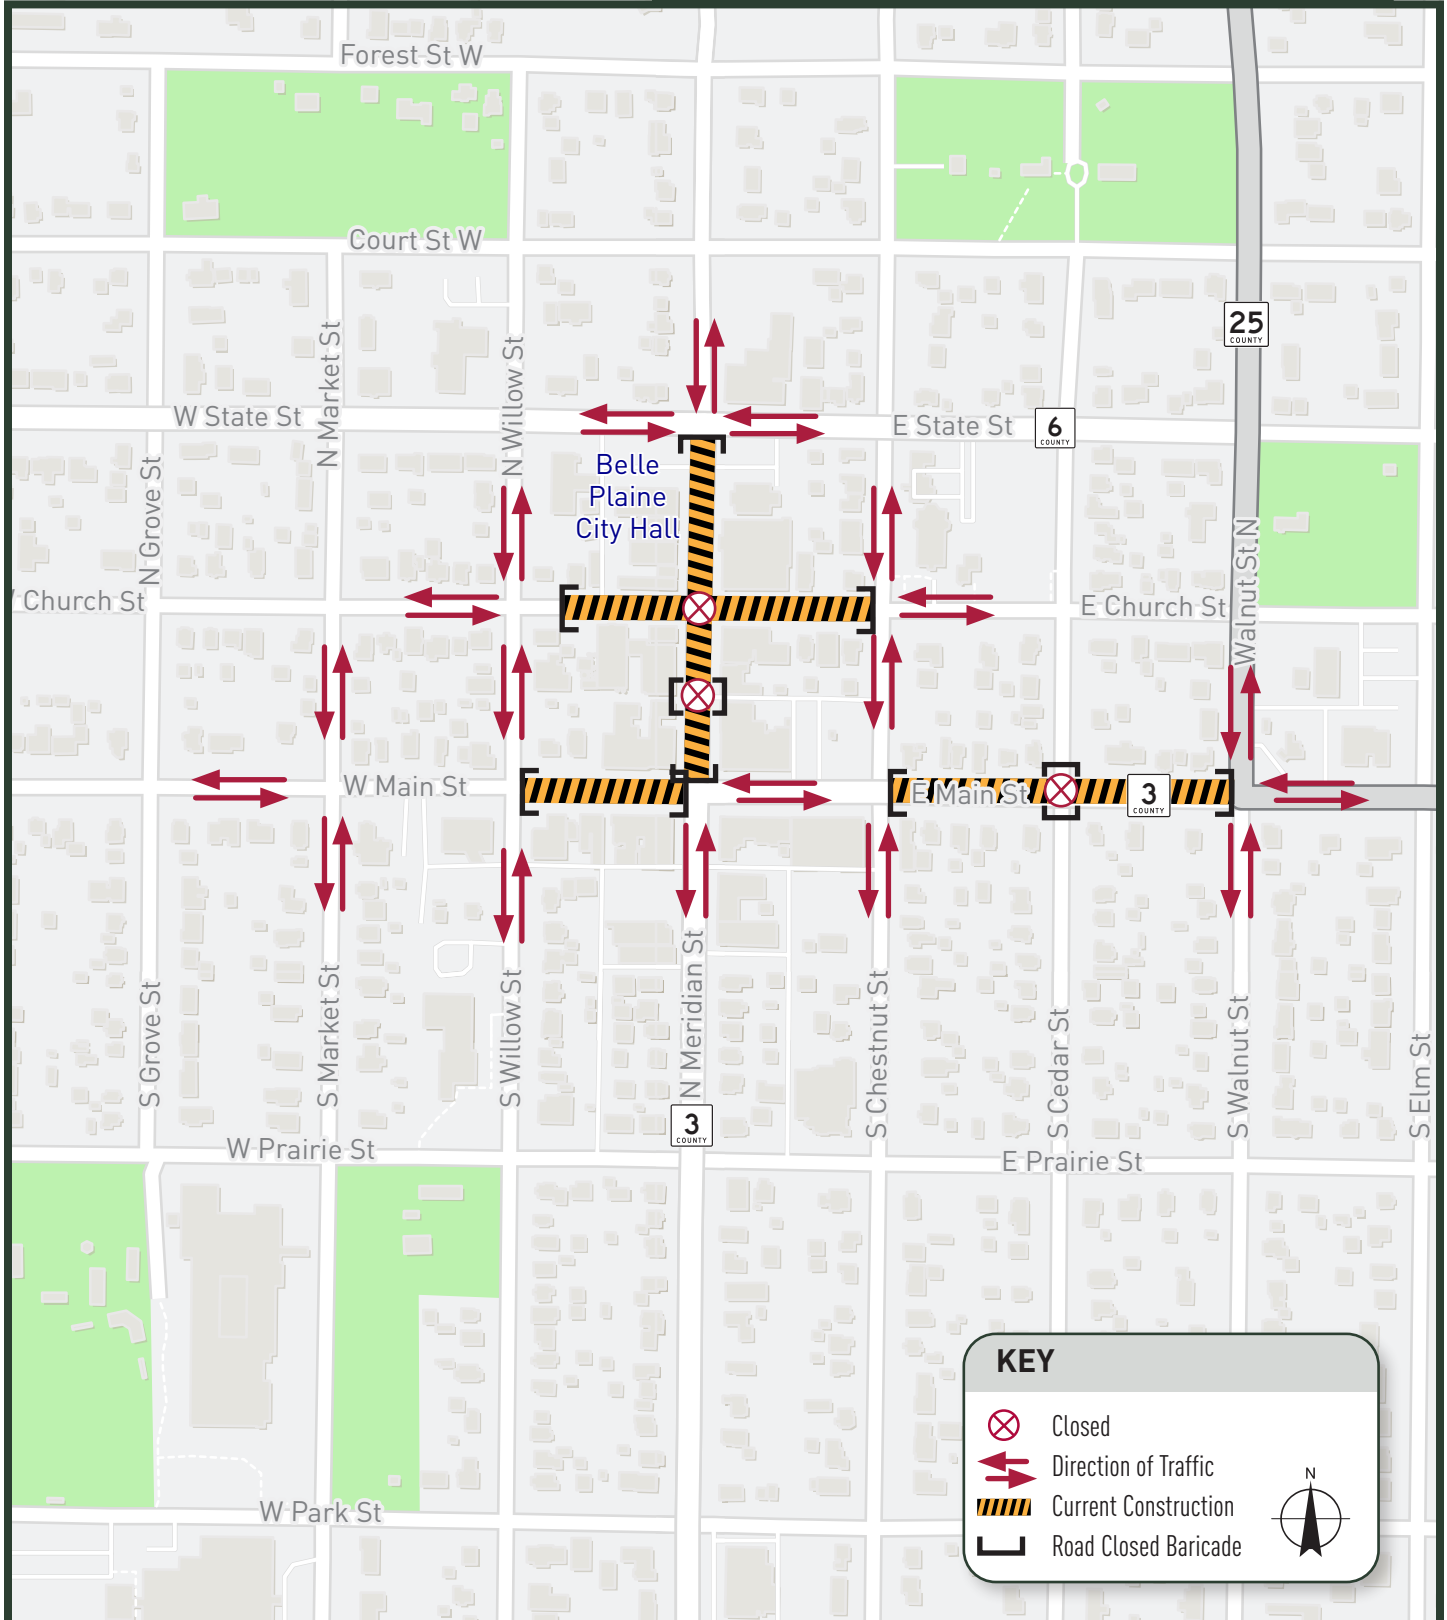 Forest St W
Court St W
25
COUNTY
N Market St
N Willow St
W State St
E State St
6
COUNTY
Belle
Plaine
City Hall
N Grove St
Walnut St N
Church St
E Church St
W Main St
E Main St
3
COUNTY
N Meridian St
S Grove St
S Market St
S Willow St
S Chestnut St
S Cedar St
S Walnut St
S Elm St
3
COUNTY
W Prairie St
E Prairie St
W Park St
KEY
Closed
Direction of Traffic
Current Construction
Road Closed Baricade
N